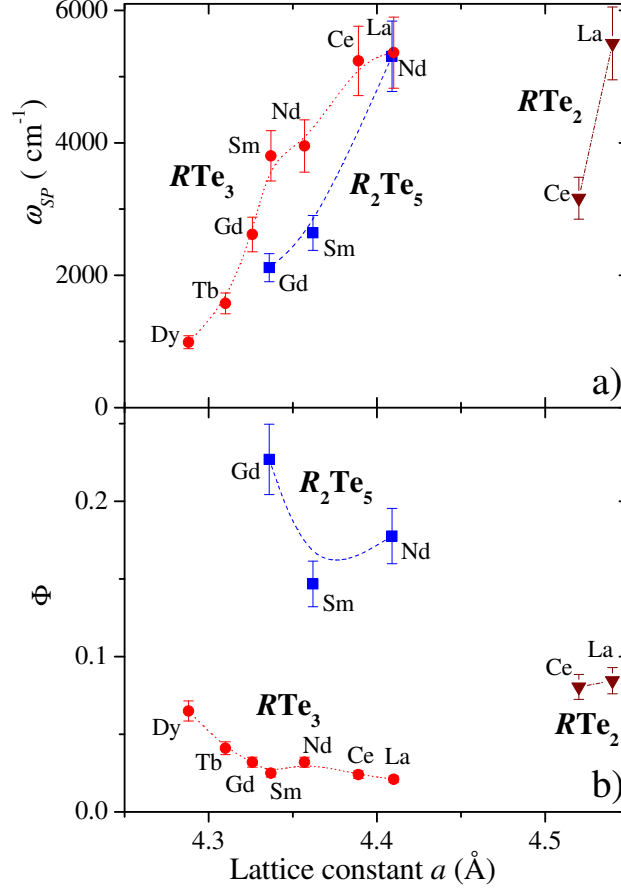 6000
4000
2000
0
ω_SP ( cm⁻¹)
Ce
La
Nd
Nd
Sm
RTe₃
R₂Te₅
Gd
Sm
Tb
Gd
Dy
La
RTe₂
Ce
a)
0.2
0.1
0.0
Φ
Gd
R₂Te₅
Nd
Sm
RTe₃
Dy
Tb
Gd
Sm
Nd
Ce
La
Ce
La
RTe₂
b)
4.3
4.4
4.5
Lattice constant a (Å)